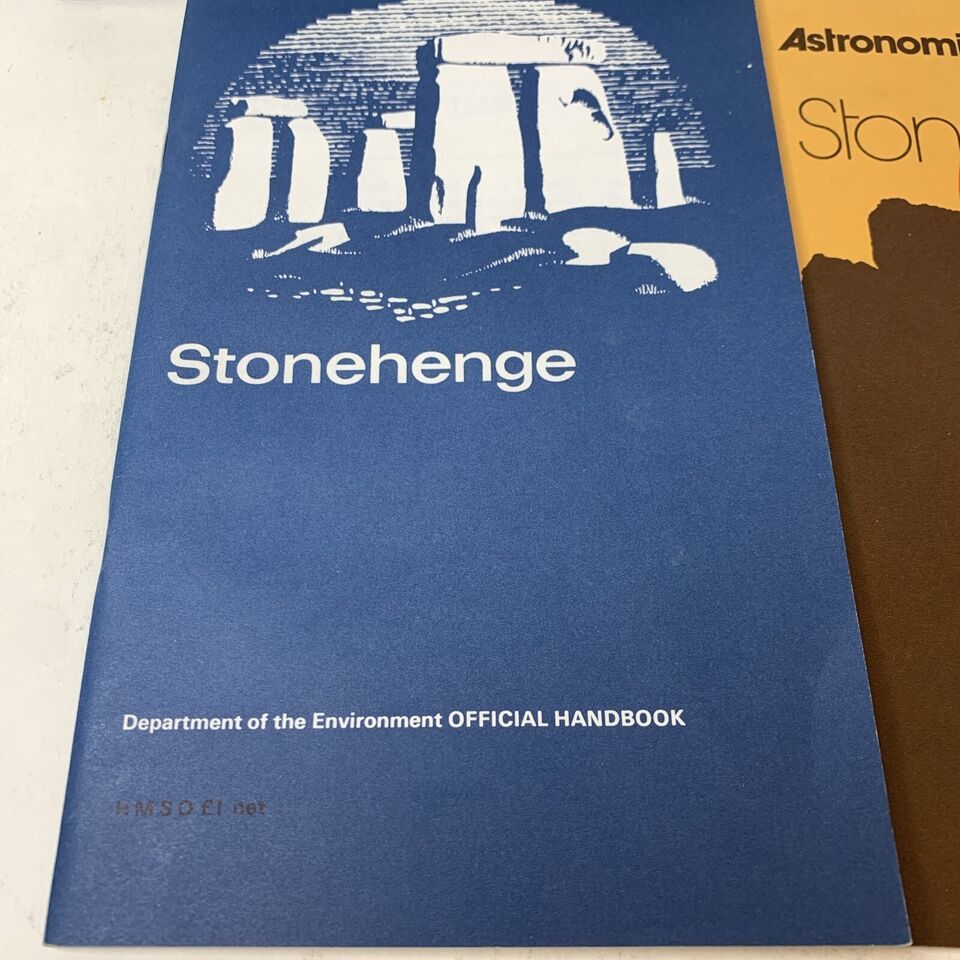 Stonehenge
Department of the Environment OFFICIAL HANDBOOK
HMSO £1 net
Astronomi
Ston